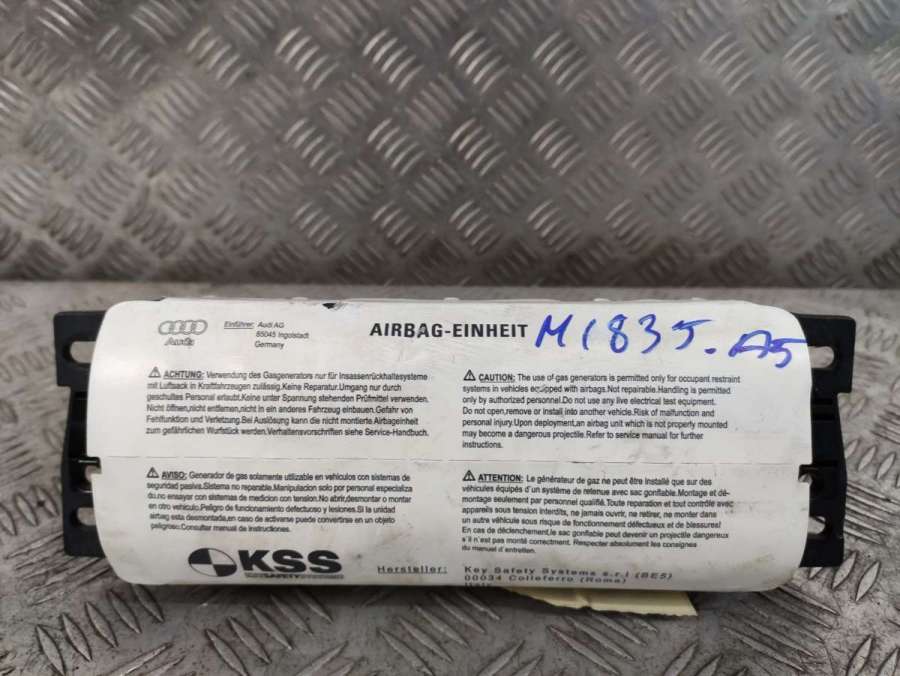 Audi
Einführer: Audi AG
85045 Ingolstadt
Germany
AIRBAG-EINHEIT M1835.A5
ACHTUNG: Verwendung des Gasgenerators nur für Insassenrückhaltesysteme
mit Luftsack in Kraftfahrzeugen zulässig.Keine Reparatur.Umgang nur durch
geschultes Personal erlaubt.Keine unter Spannung stehenden Prüfmittel verwenden.
Nicht öffnen,nicht entfernen,nicht in ein anderes Fahrzeug einbauen.Gefahr von
Fehlfunktion und Verletzung.Bei Auslösung kann die nicht montierte Airbageinheit
zum gefährlichen Wurfstück werden.Verhaltensvorschriften siehe Service-Handbuch.
CAUTION: The use of gas generators is permitted only for occupant restraint
systems in vehicles equipped with airbags.Not repairable.Handling is permitted
only by authorized personnel.Do not use any live electrical test equipment.
Do not open,remove or install into another vehicle.Risk of malfunction and
personal injury.Upon deployment,an airbag unit which is not properly mounted
may become a dangerous projectile.Refer to service manual for further
instructions.
AVISO: Generador de gas solamente utilizable en vehículos con sistemas de
seguridad pasiva.Sistema no reparable.Manipulacion solo por personal especializa
do,no ensayar con sistemas de medicion con tension.No abrir,desmontar o montar
en otro vehiculo.Peligro de funcionamiento defectuoso y lesiones.Si la unidad
airbag esta desmontada,en caso de activarse puede convertirse en un objeto
peligroso.Consultar manual de instrucciones.
ATTENTION: Le générateur de gaz ne peut être installé que sur des
véhicules équipés d'un système de retenue avec sac gonflable.Montage et dé-
montage seulement par personnel qualifié.Toute reparation et tout contrôle avec
appareils sous tension interdits, ne jamais ouvrir, ne retirer, ne monter dans
un autre véhicule sous risque de fonctionnement défectueux et de blessures!
En cas de déclenchement,le sac gonflable peut devenir un projectile dangereux
s'il n'est pas monté correctement. Respecter absolument les consignes
du manuel d'entretien.
KSS
KEY SAFETY SYSTEMS
Hersteller: Key Safety Systems s.r.l (BE5)
00034 Colleferro (Roma)
Italy